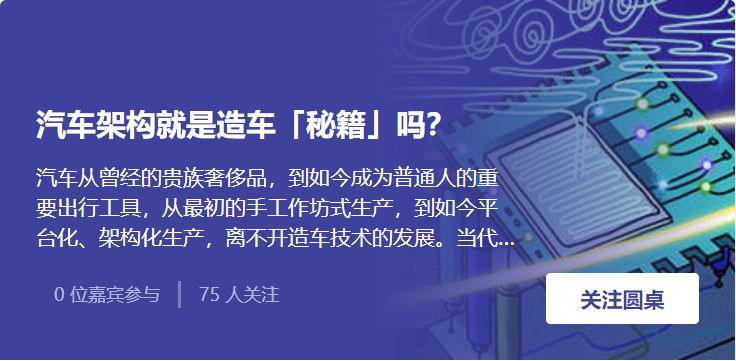 汽车架构就是造车「秘籍」吗?
汽车从曾经的贵族奢侈品，到如今成为普通人的重
要出行工具，从最初的手工作坊式生产，到如今平
台化、架构化生产，离不开造车技术的发展。当代...
0 位嘉宾参与 | 75 人关注
关注圆桌